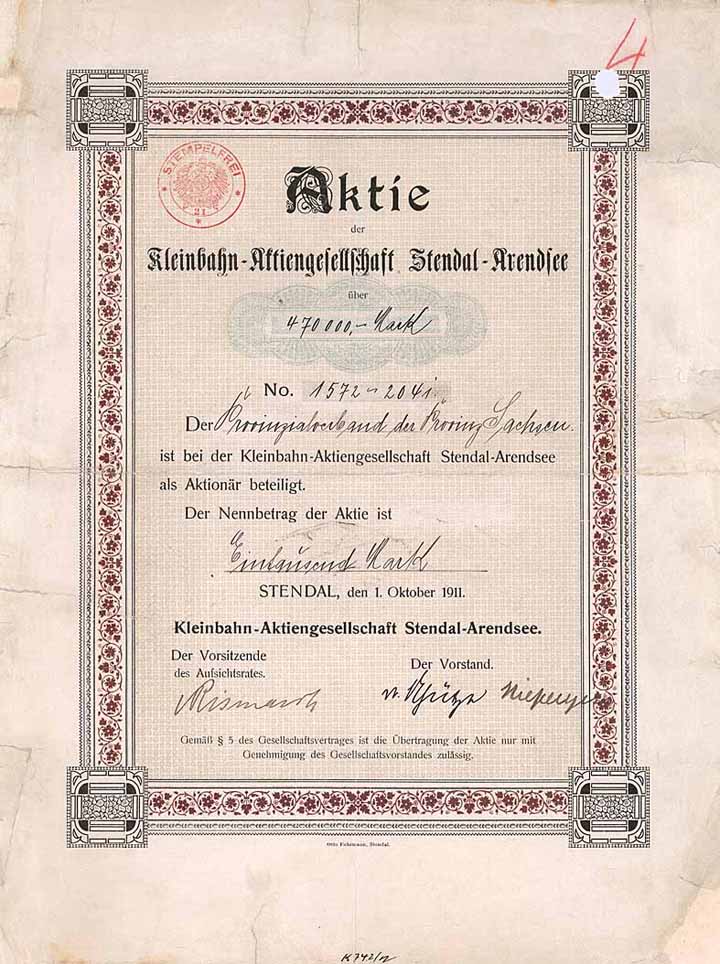 4
STEMPELFREI
21
Aktie
der
Kleinbahn-Aktiengesellschaft Stendal-Arendsee
über
470000,- Mark
No. 1572-2041.
Der Provinzialverband der Provinz Sachsen.
ist bei der Kleinbahn-Aktiengesellschaft Stendal-Arendsee
als Aktionär beteiligt.
Der Nennbetrag der Aktie ist
Eintausend Mark
STENDAL, den 1. Oktober 1911.
Kleinbahn-Aktiengesellschaft Stendal-Arendsee.
Der Vorsitzende
des Aufsichtsrates.
Der Vorstand.
Bismarck
Gemäß § 5 des Gesellschaftsvertrages ist die Übertragung der Aktie nur mit
Genehmigung des Gesellschaftsvorstandes zulässig.
Stendal.